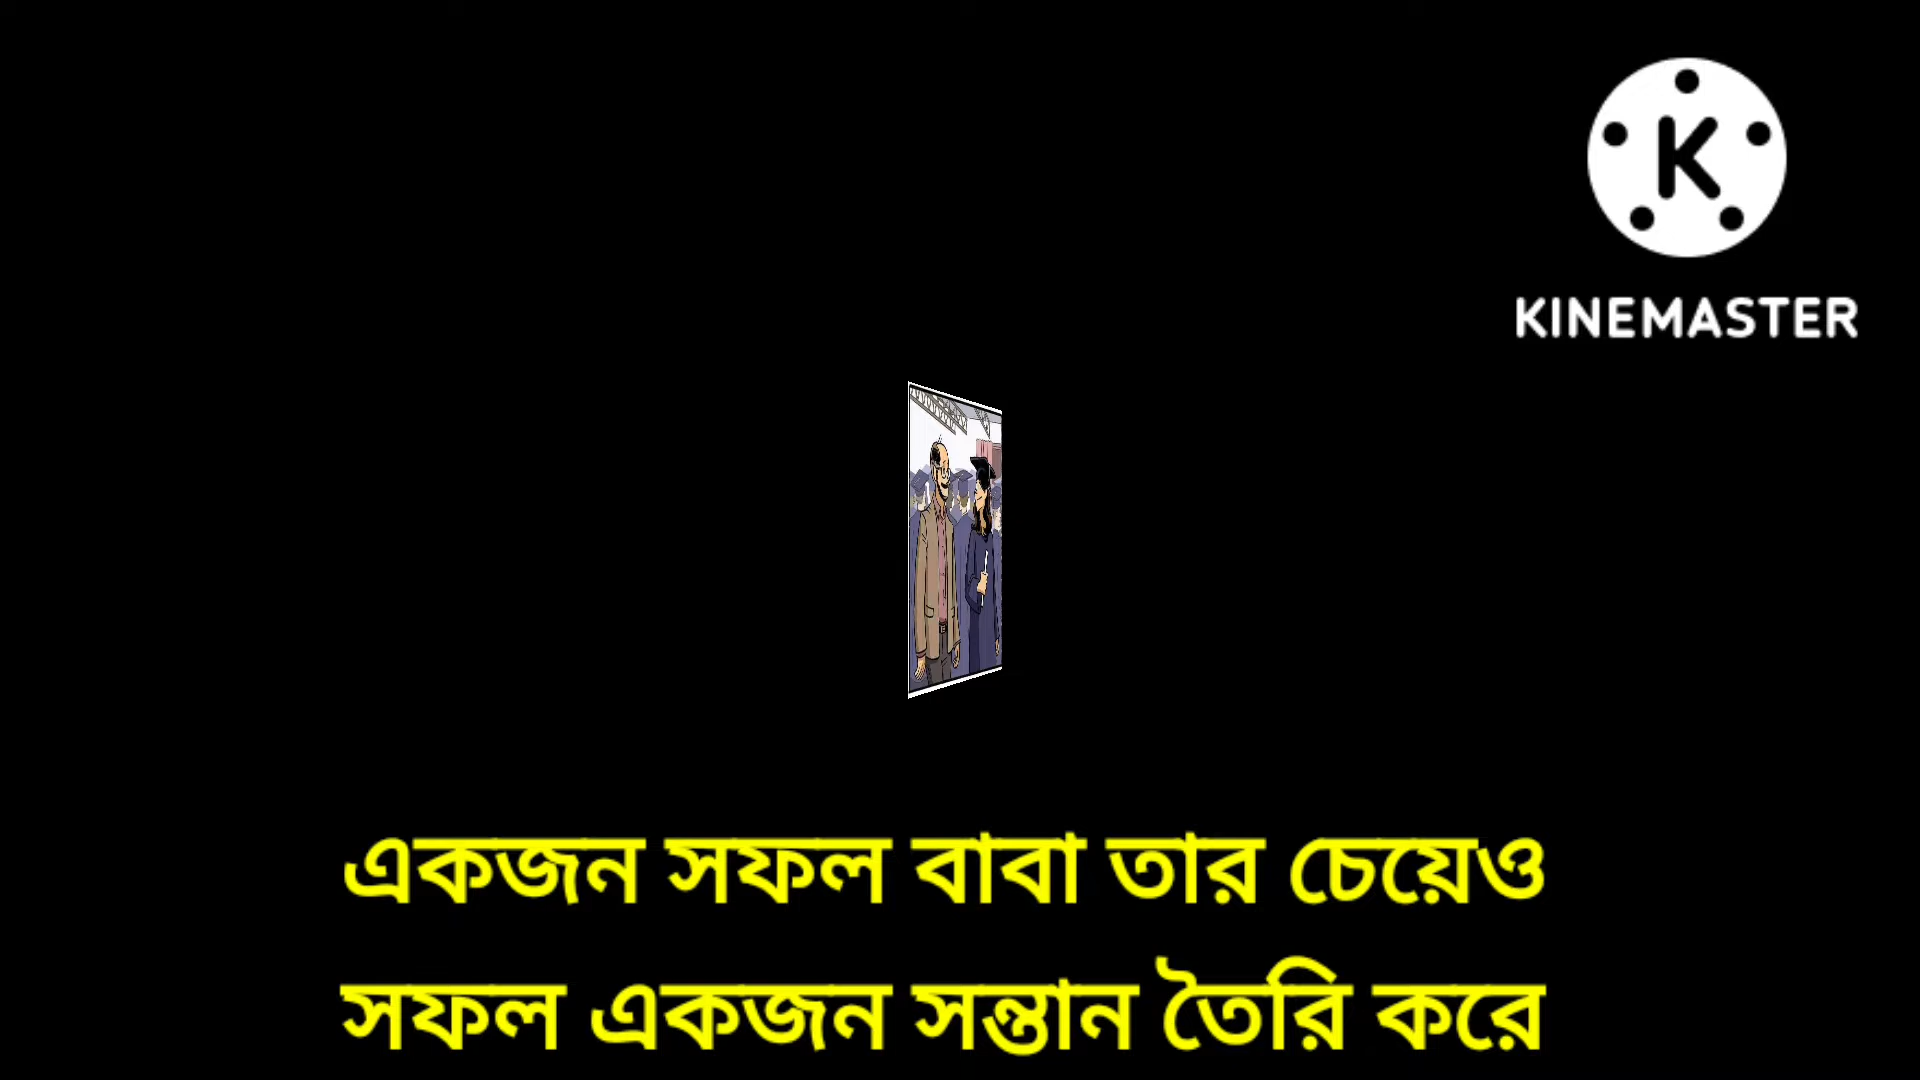 K
KINEMASTER
একজন সফল বাবা তার চেয়েও
সফল একজন সন্তান তৈরি করে